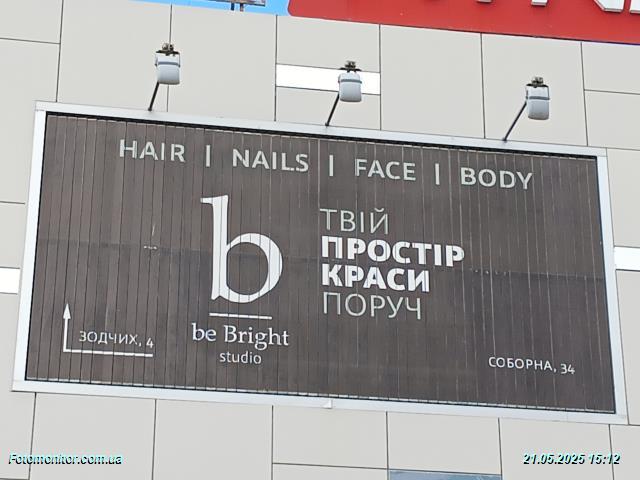 HAIR | NAILS | FACE | BODY
b
be Bright
studio
ТВІЙ
ПРОСТІР
КРАСИ
ПОРУЧ
ЗОДЧИХ, 4
СОБОРНА, 34
Fotomonitor.com.ua
21.05.2025 15:12